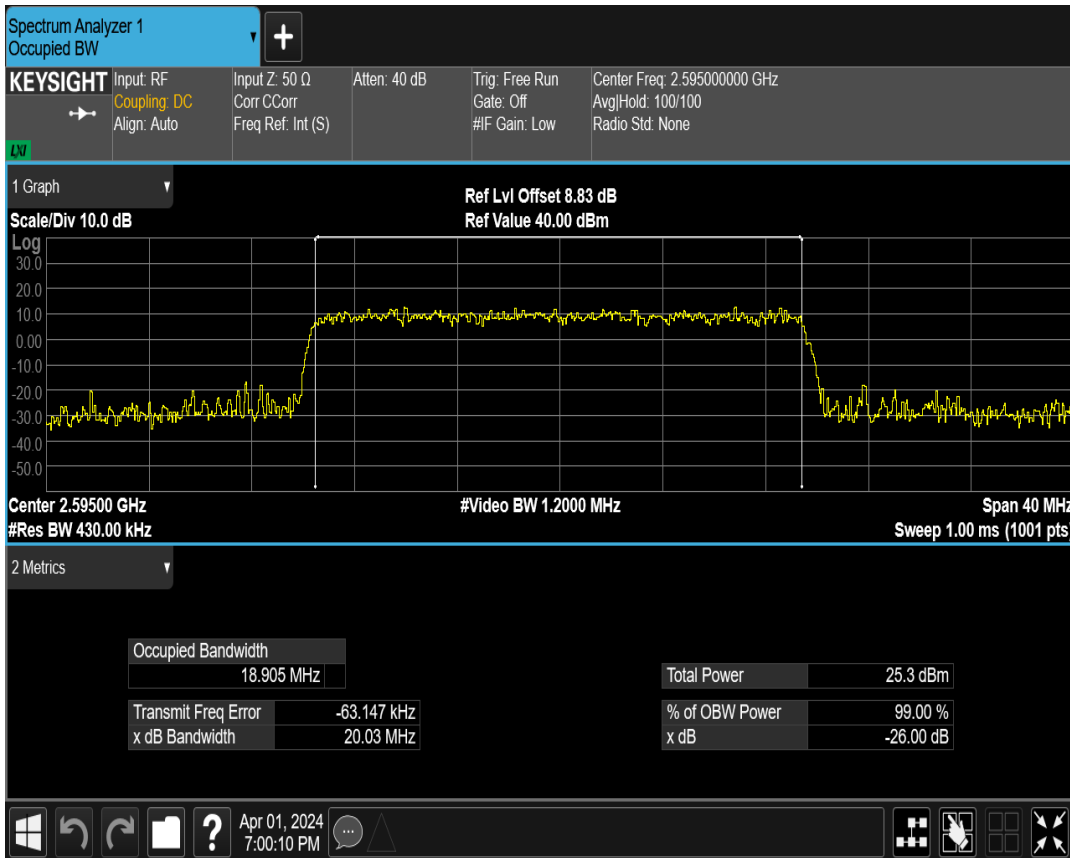 Spectrum Analyzer 1
Occupied BW
KEYSIGHT
LXI
Input: RF
Coupling: DC
Align: Auto
Input Z: 50 Ω
Corr CCorr
Freq Ref: Int (S)
Atten: 40 dB
Trig: Free Run
Gate: Off
#IF Gain: Low
Center Freq: 2.595000000 GHz
Avg|Hold: 100/100
Radio Std: None
1 Graph
Scale/Div 10.0 dB
Ref Lvl Offset 8.83 dB
Ref Value 40.00 dBm
Log
30.0
20.0
10.0
0.00
-10.0
-20.0
-30.0
-40.0
-50.0
Center 2.59500 GHz
#Video BW 1.2000 MHz
Span 40 MHz
#Res BW 430.00 kHz
Sweep 1.00 ms (1001 pts)
2 Metrics
Occupied Bandwidth
18.905 MHz
Total Power 25.3 dBm
Transmit Freq Error -63.147 kHz
% of OBW Power 99.00 %
x dB Bandwidth 20.03 MHz
x dB -26.00 dB
?
Apr 01, 2024
7:00:10 PM